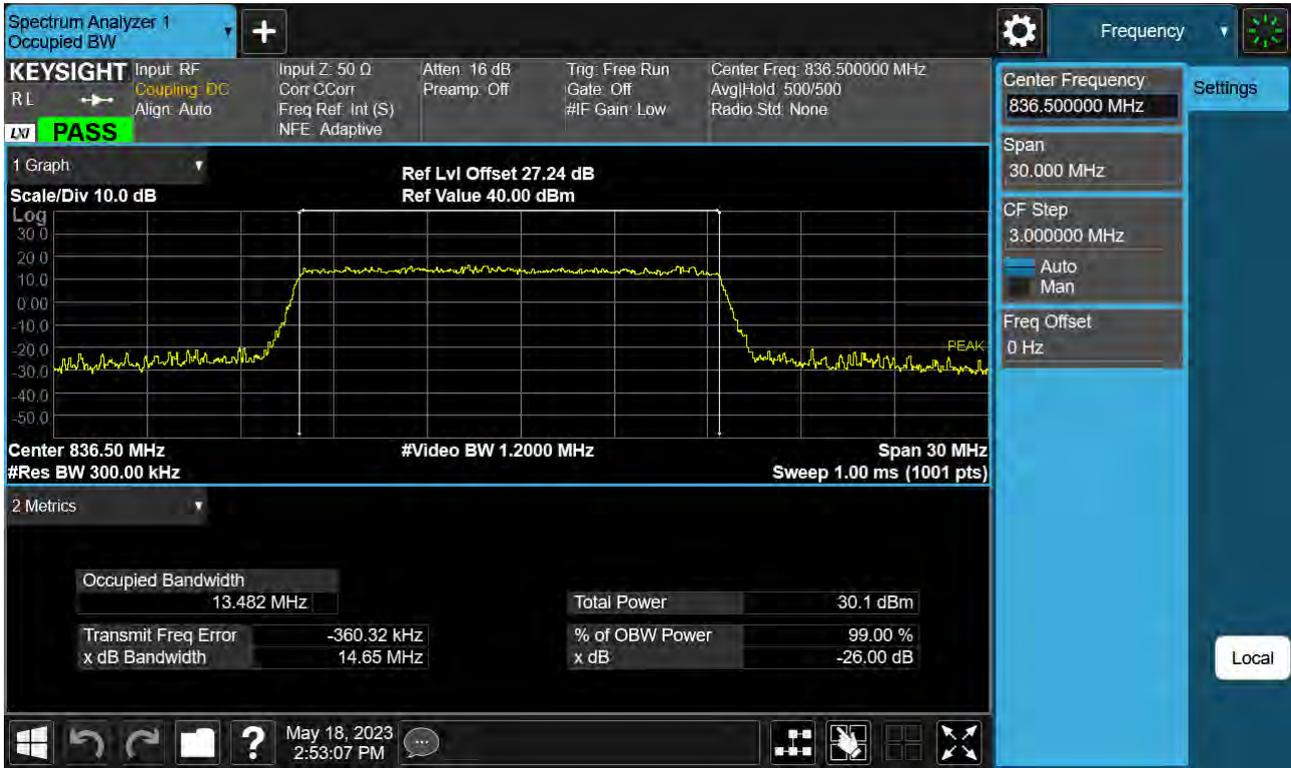 Spectrum Analyzer 1
Occupied BW
+
Frequency
KEYSIGHT
RL
LXI
PASS
Input: RF
Coupling: DC
Align: Auto
Input Z: 50 Ω
Corr CCorr
Freq Ref: Int (S)
NFE: Adaptive
Atten: 16 dB
Preamp: Off
Trig: Free Run
Gate: Off
#IF Gain: Low
Center Freq: 836.500000 MHz
Avg|Hold: 500/500
Radio Std: None
Center Frequency
836.500000 MHz
Settings
Span
30.000 MHz
CF Step
3.000000 MHz
Auto
Man
Freq Offset
0 Hz
Local
1 Graph
Scale/Div 10.0 dB
Ref Lvl Offset 27.24 dB
Ref Value 40.00 dBm
Log
30.0
20.0
10.0
0.00
-10.0
-20.0
-30.0
-40.0
-50.0
PEAK
Center 836.50 MHz
#Res BW 300.00 kHz
#Video BW 1.2000 MHz
Span 30 MHz
Sweep 1.00 ms (1001 pts)
2 Metrics
Occupied Bandwidth
13.482 MHz
Transmit Freq Error -360.32 kHz
x dB Bandwidth 14.65 MHz
Total Power 30.1 dBm
% of OBW Power 99.00 %
x dB -26.00 dB
?
May 18, 2023
2:53:07 PM